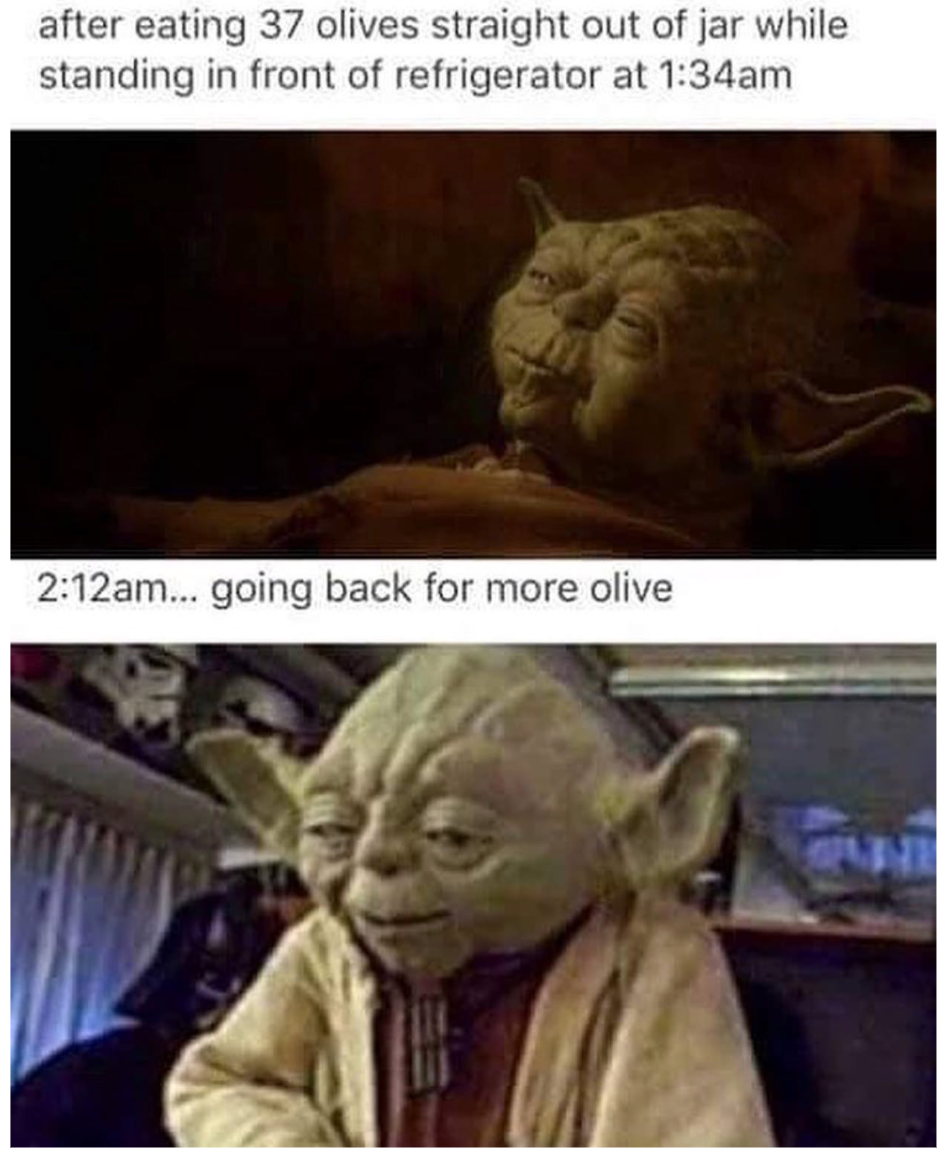 after eating 37 olives straight out of jar while
standing in front of refrigerator at 1:34am
2:12am... going back for more olive